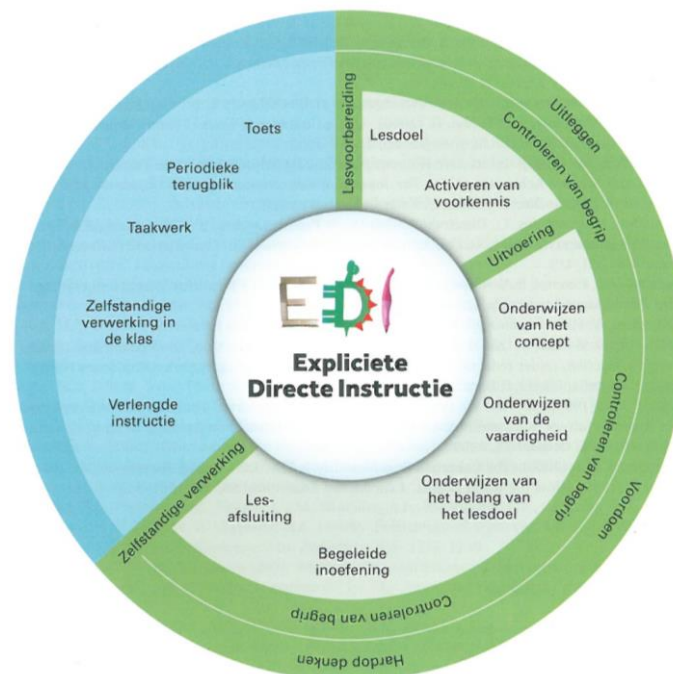 EDI
Expliciete
Directe Instructie
Lesvoorbereiding
Lesdoel
Activeren van
voorkennis
Uitvoering
Onderwijzen
van het
concept
Onderwijzen
van de
vaardigheid
Onderwijzen van
het belang van
het lesdoel
Begeleide
inoefening
Les-
afsluiting
Zelfstandige verwerking
Verlengde
instructie
Zelfstandige
verwerking in
de klas
Taakwerk
Periodieke
terugblik
Toets
Controleren van begrip
Controleren van begrip
Controleren van begrip
Uitleggen
Voordoen
Hardop denken